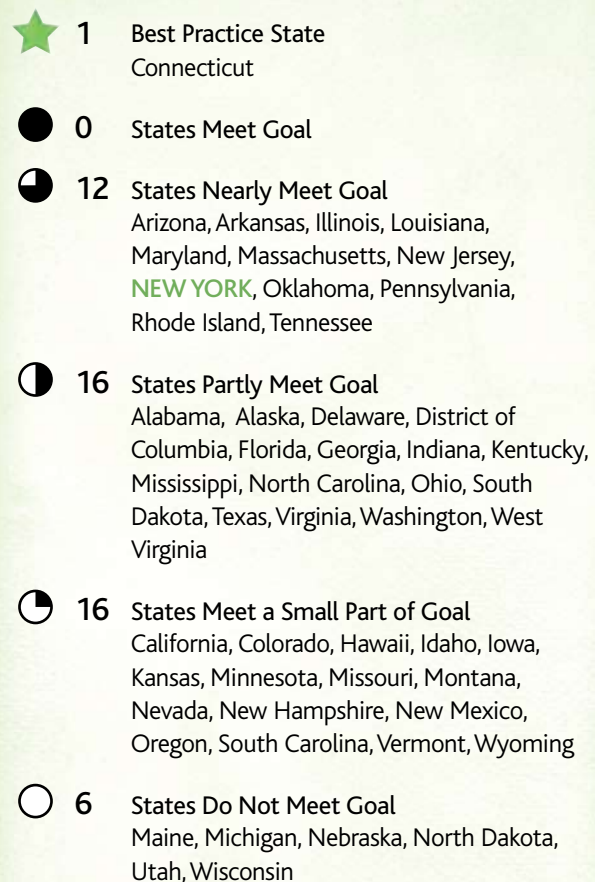 1 Best Practice State
Connecticut
0 States Meet Goal
12 States Nearly Meet Goal
Arizona, Arkansas, Illinois, Louisiana,
Maryland, Massachusetts, New Jersey,
NEW YORK, Oklahoma, Pennsylvania,
Rhode Island, Tennessee
16 States Partly Meet Goal
Alabama, Alaska, Delaware, District of
Columbia, Florida, Georgia, Indiana, Kentucky,
Mississippi, North Carolina, Ohio, South
Dakota, Texas, Virginia, Washington, West
Virginia
16 States Meet a Small Part of Goal
California, Colorado, Hawaii, Idaho, Iowa,
Kansas, Minnesota, Missouri, Montana,
Nevada, New Hampshire, New Mexico,
Oregon, South Carolina, Vermont, Wyoming
6 States Do Not Meet Goal
Maine, Michigan, Nebraska, North Dakota,
Utah, Wisconsin